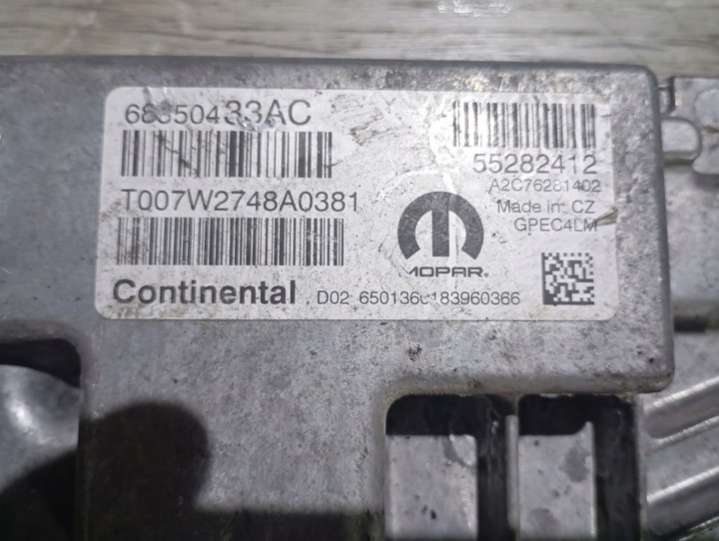 68350433AC
55282412
A2C76281402
T007W2748A0381
Made in: CZ
GPEC4LM
MOPAR®
Continental
D02